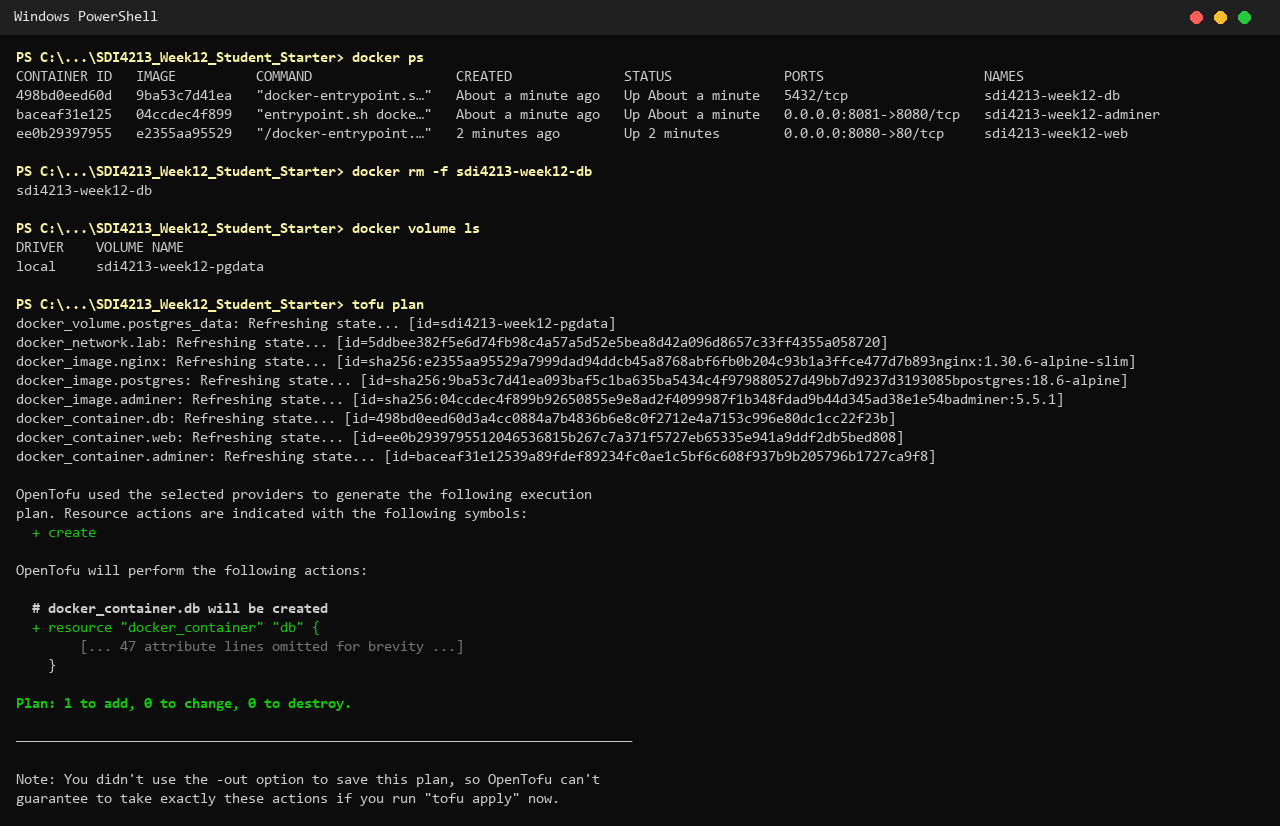 Windows PowerShell
PS C:\...\SDI4213_Week12_Student_Starter> docker ps
CONTAINER ID   IMAGE          COMMAND                  CREATED              STATUS              PORTS                    NAMES
498bd0eed60d   9ba53c7d41ea   "docker-entrypoint.s…"   About a minute ago   Up About a minute   5432/tcp                 sdi4213-week12-db
baceaf31e125   04ccdec4f899   "entrypoint.sh docke…"   About a minute ago   Up About a minute   0.0.0.0:8081->8080/tcp   sdi4213-week12-adminer
ee0b29397955   e2355aa95529   "/docker-entrypoint.…"   2 minutes ago        Up 2 minutes        0.0.0.0:8080->80/tcp     sdi4213-week12-web
PS C:\...\SDI4213_Week12_Student_Starter> docker rm -f sdi4213-week12-db
sdi4213-week12-db
PS C:\...\SDI4213_Week12_Student_Starter> docker volume ls
DRIVER    VOLUME NAME
local     sdi4213-week12-pgdata
PS C:\...\SDI4213_Week12_Student_Starter> tofu plan
docker_volume.postgres_data: Refreshing state... [id=sdi4213-week12-pgdata]
docker_network.lab: Refreshing state... [id=5ddbee382f5e6d74fb98c4a57a5d52e5bea8d42a096d8657c33ff4355a058720]
docker_image.nginx: Refreshing state... [id=sha256:e2355aa95529a7999dad94ddcb45a8768abf6fb0b204c93b1a3ffce477d7b893nginx:1.30.6-alpine-slim]
docker_image.postgres: Refreshing state... [id=sha256:9ba53c7d41ea093baf5c1ba635ba5434c4f979880527d49bb7d9237d3193085bpostgres:18.6-alpine]
docker_image.adminer: Refreshing state... [id=sha256:04ccdec4f899b92650855e9e8ad2f4099987f1b348fdad9b44d345ad38e1e54badminer:5.5.1]
docker_container.db: Refreshing state... [id=498bd0eed60d3a4cc0884a7b4836b6e8c0f2712e4a7153c996e80dc1cc22f23b]
docker_container.web: Refreshing state... [id=ee0b2939795512046536815b267c7a371f5727eb65335e941a9ddf2db5bed808]
docker_container.adminer: Refreshing state... [id=baceaf31e12539a89fdef89234fc0ae1c5bf6c608f937b9b205796b1727ca9f8]
OpenTofu used the selected providers to generate the following execution
plan. Resource actions are indicated with the following symbols:
  + create
OpenTofu will perform the following actions:
  # docker_container.db will be created
  + resource "docker_container" "db" {
        [... 47 attribute lines omitted for brevity ...]
    }
Plan: 1 to add, 0 to change, 0 to destroy.
Note: You didn't use the -out option to save this plan, so OpenTofu can't
guarantee to take exactly these actions if you run "tofu apply" now.